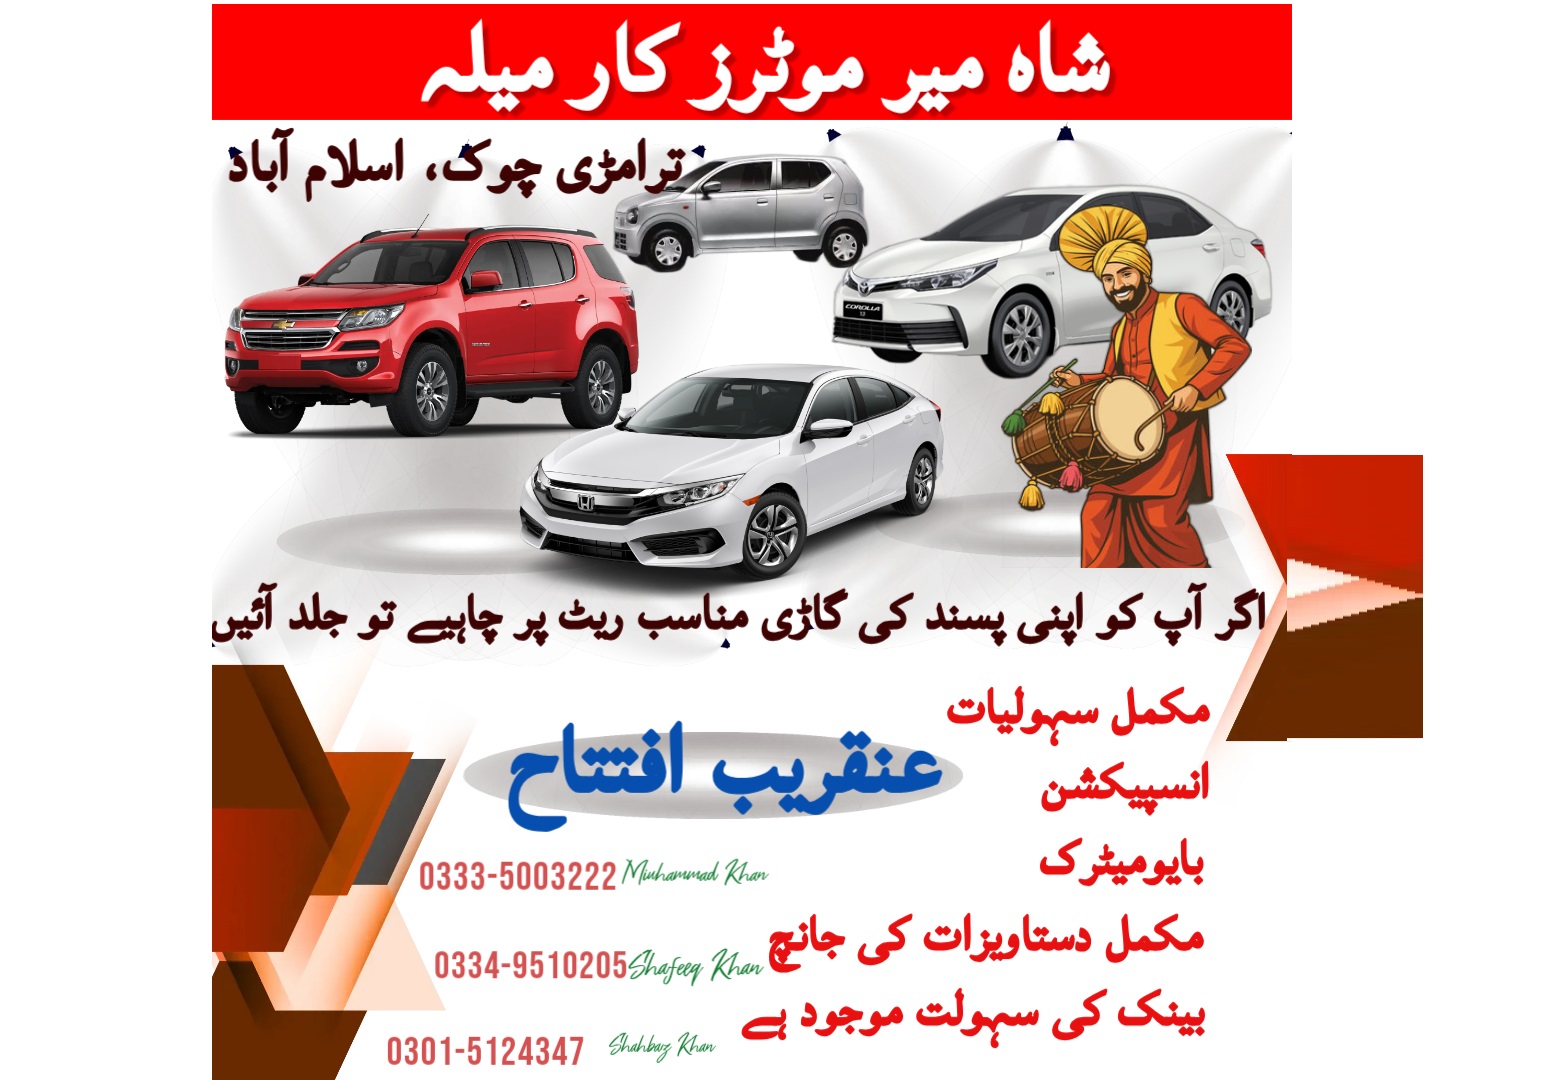 شاہ میر موٹرز کار میلہ
ترامڑی چوک، اسلام آباد
COROLLA
اگر آپ کو اپنی پسند کی گاڑی مناسب ریٹ پر چاہیے تو جلد آئیں
مکمل سہولیات
عنقریب افتتاح
انسپیکشن
بایومیٹرک
0333-5003222 Miuhammad Khan
مکمل دستاویزات کی جانچ
0334-9510205 Shafeeq Khan
بینک کی سہولت موجود ہے
0301-5124347 Shahbaz Khan